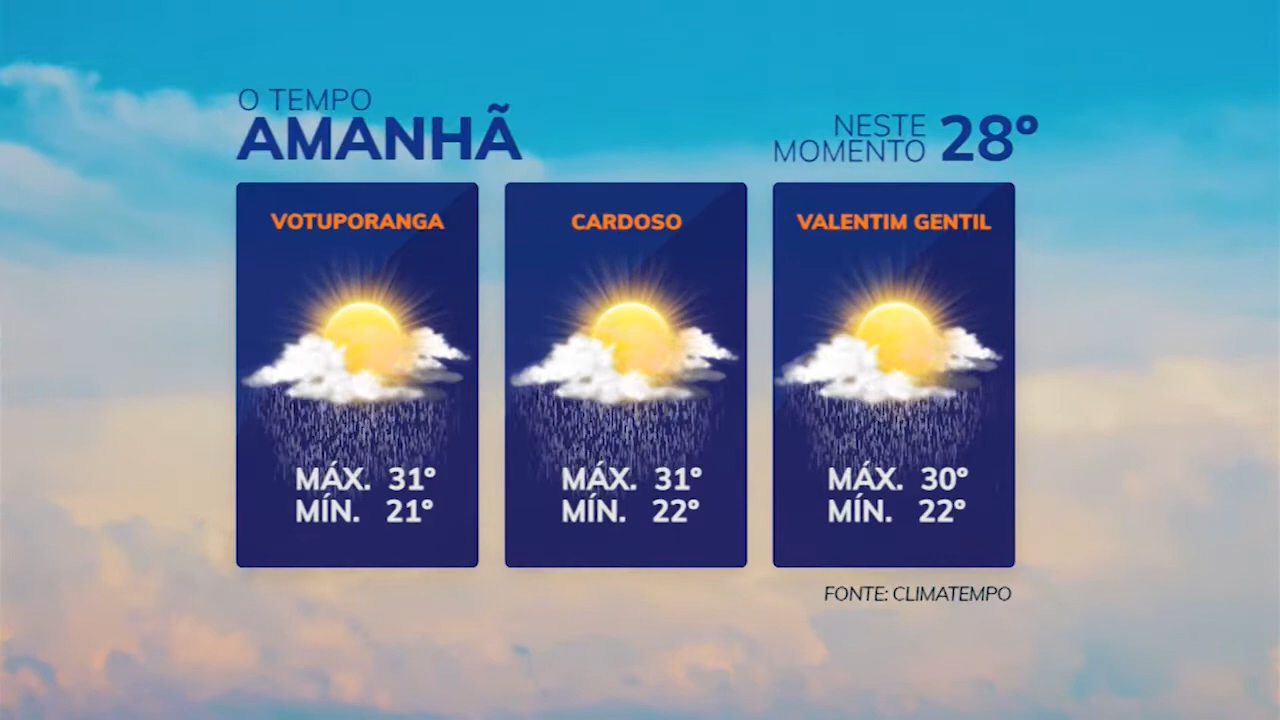 O TEMPO
AMANHÃ
NESTE
MOMENTO
28º
VOTUPORANGA
MÁX. 31º
MÍN. 21º
CARDOSO
MÁX. 31º
MÍN. 22º
VALENTIM GENTIL
MÁX. 30º
MÍN. 22º
FONTE: CLIMATEMPO